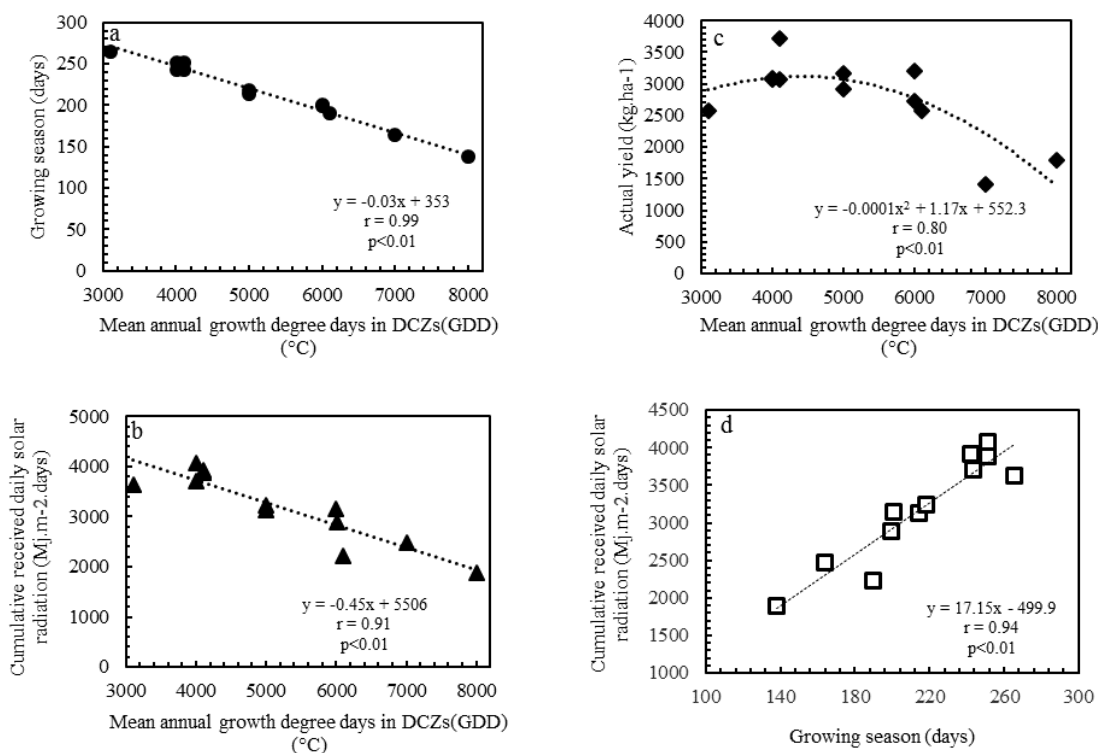 a
Growing season (days)
300
250
200
150
100
50
0
y = -0.03x + 353
r = 0.99
p<0.01
3000 4000 5000 6000 7000 8000
Mean annual growth degree days in DCZs(GDD)
(°C)
c
Actual yield (kg.ha-1)
4000
3500
3000
2500
2000
1500
1000
500
0
y = -0.0001x² + 1.17x + 552.3
r = 0.80
p<0.01
3000 4000 5000 6000 7000 8000
Mean annual growth degree days in DCZs(GDD)
(°C)
b
Cumulative received daily solar
radiation (Mj.m-2.days)
5000
4000
3000
2000
1000
0
y = -0.45x + 5506
r = 0.91
p<0.01
3000 4000 5000 6000 7000 8000
Mean annual growth degree days in DCZs(GDD)
(°C)
d
Cumulative received daily solar
radiation (Mj.m-2.days)
4500
4000
3500
3000
2500
2000
1500
1000
y = 17.15x - 499.9
r = 0.94
p<0.01
100 140 180 220 260 300
Growing season (days)